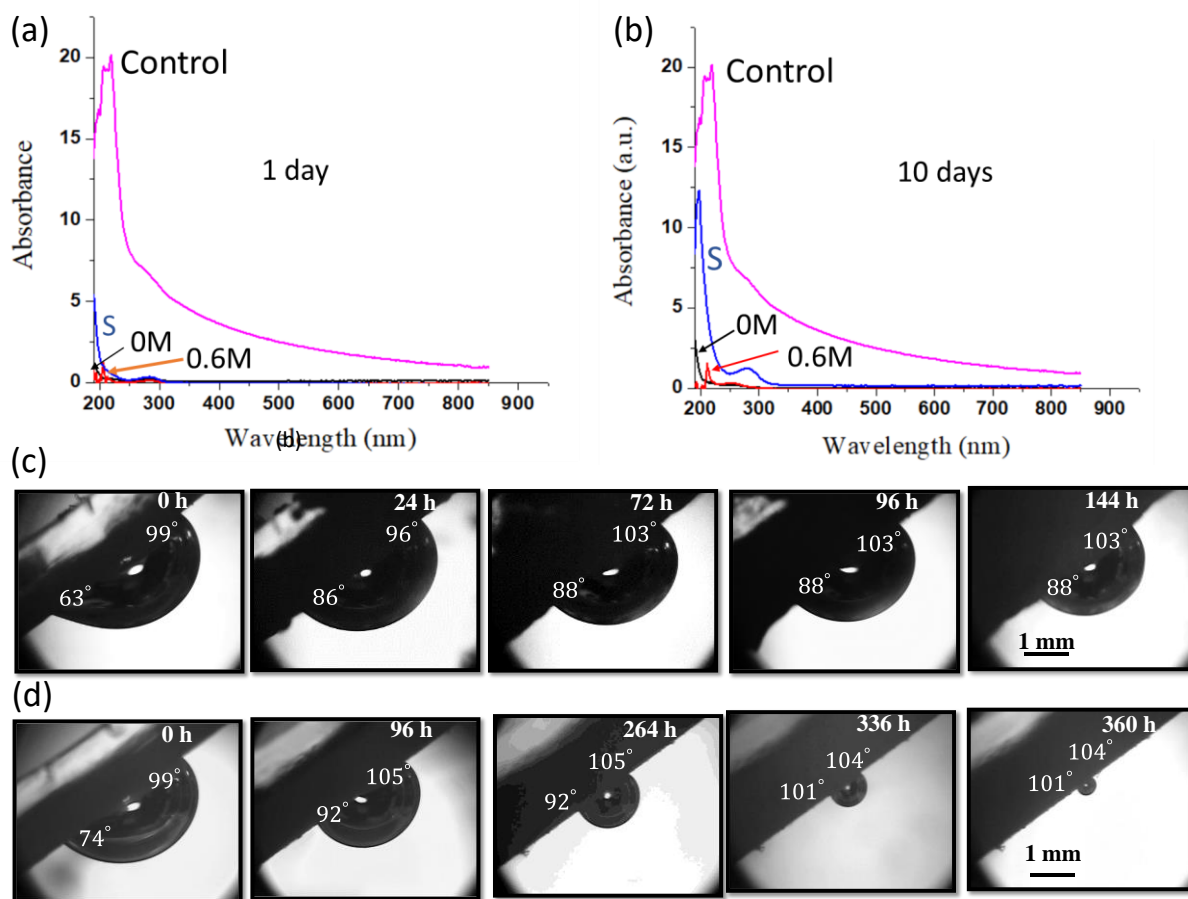 (a)
20
15
10
5
0
Absorbance
Control
1 day
S
0M
0.6M
200 300 400 500 600 700 800 900
Wavelength (nm)
(b)
(b)
25
20
15
10
5
0
Absorbance (a.u.)
Control
10 days
S
0M
0.6M
200 300 400 500 600 700 800 900
Wavelength (nm)
(c)
0 h
99°
63°
24 h
96°
86°
72 h
103°
88°
96 h
103°
88°
144 h
103°
88°
1 mm
(d)
0 h
99°
74°
96 h
105°
92°
264 h
105°
92°
336 h
104°
101°
360 h
104°
101°
1 mm